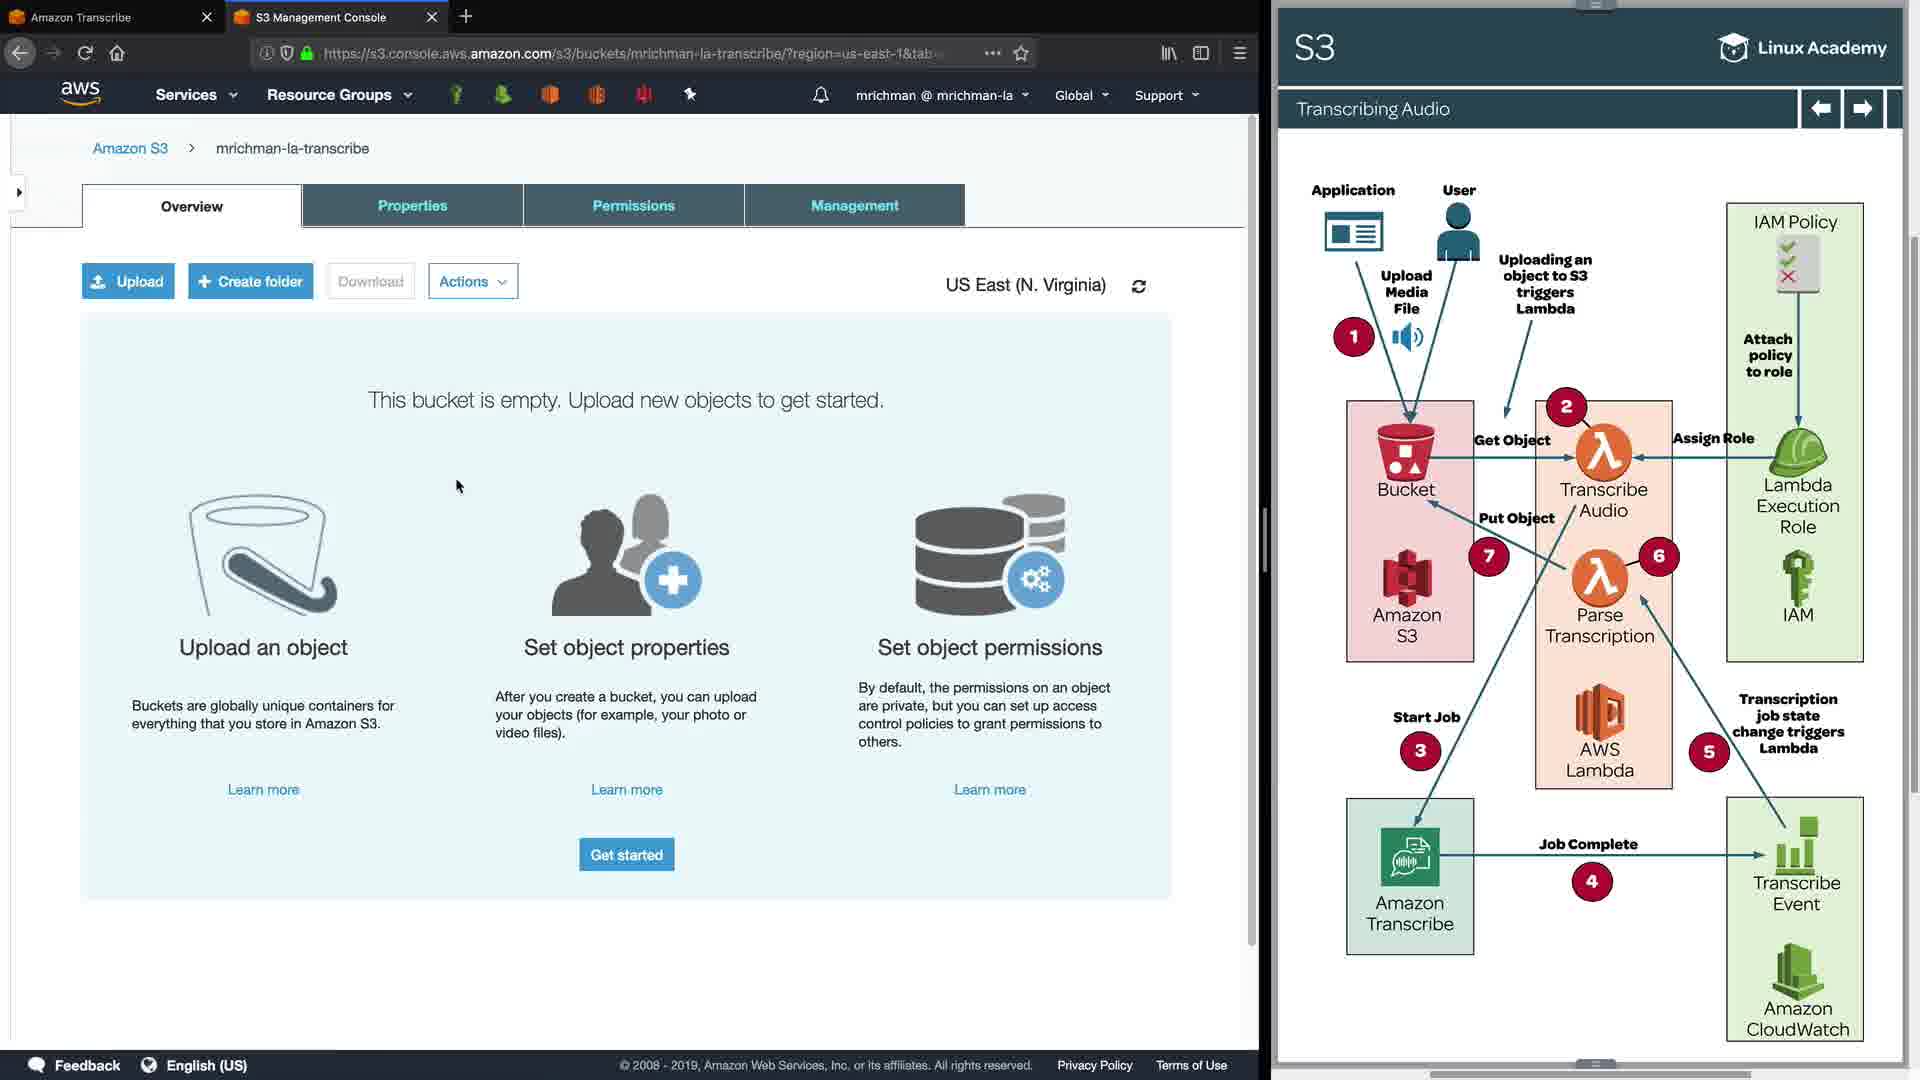 Amazon Transcribe
S3 Management Console
https://s3.console.aws.amazon.com/s3/buckets/mrichman-la-transcribe/?region=us-east-1&tab
aws
Services
Resource Groups
mrichman @ mrichman-la
Global
Support
Amazon S3
mrichman-la-transcribe
Overview
Properties
Permissions
Management
Upload
Create folder
Download
Actions
US East (N. Virginia)
This bucket is empty. Upload new objects to get started.
Upload an object
Buckets are globally unique containers for
everything that you store in Amazon S3.
Learn more
Set object properties
After you create a bucket, you can upload
your objects (for example, your photo or
video files).
Learn more
Set object permissions
By default, the permissions on an object
are private, but you can set up access
control policies to grant permissions to
others.
Learn more
Get started
Feedback
English (US)
© 2008 - 2019, Amazon Web Services, Inc. or its affiliates. All rights reserved.
Privacy Policy
Terms of Use
S3
Linux Academy
Transcribing Audio
Application
User
Upload
Media
File
1
Uploading an
object to S3
triggers
Lambda
IAM Policy
Attach
policy
to role
2
Get Object
Assign Role
Bucket
Transcribe
Audio
Lambda
Execution
Role
Put Object
7
6
Amazon
S3
Parse
Transcription
IAM
Start Job
3
AWS
Lambda
Transcription
job state
change triggers
Lambda
5
Job Complete
4
Amazon
Transcribe
Transcribe
Event
Amazon
CloudWatch